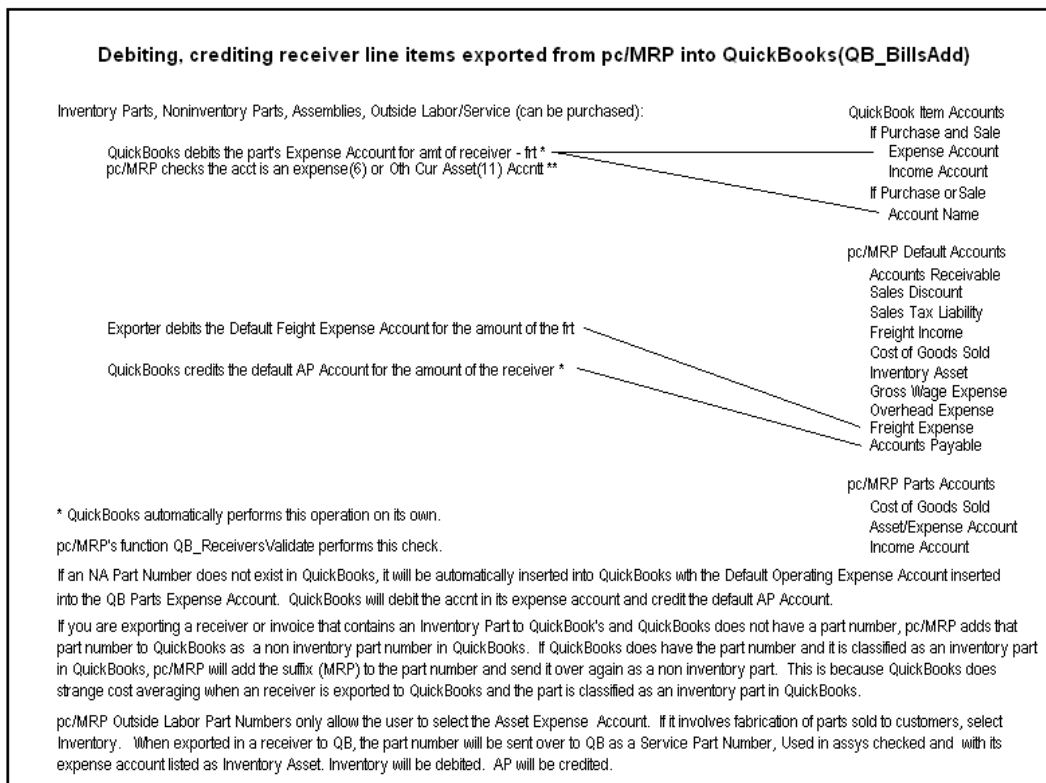 Debiting, crediting receiver line items exported from pc/MRP into QuickBooks(QB_BillsAdd)
Inventory Parts, Noninventory Parts, Assemblies, Outside Labor/Service (can be purchased):
QuickBooks debits the part's Expense Account for amt of receiver - frt *
pc/MRP checks the acct is an expense(6) or Oth Cur Asset(11) Accntt **
QuickBook Item Accounts
If Purchase and Sale
Expense Account
Income Account
If Purchase or Sale
Account Name
pc/MRP Default Accounts
Accounts Receivable
Sales Discount
Sales Tax Liability
Freight Income
Cost of Goods Sold
Inventory Asset
Gross Wage Expense
Overhead Expense
Freight Expense
Accounts Payable
Exporter debits the Default Feight Expense Account for the amount of the frt
QuickBooks credits the default AP Account for the amount of the receiver *
pc/MRP Parts Accounts
Cost of Goods Sold
Asset/Expense Account
Income Account
* QuickBooks automatically performs this operation on its own.
pc/MRP's function QB_ReceiversValidate performs this check.
If an NA Part Number does not exist in QuickBooks, it will be automatically inserted into QuickBooks wth the Default Operating Expense Account inserted
into the QB Parts Expense Account. QuickBooks will debit the accnt in its expense account and credit the default AP Account.
If you are exporting a receiver or invoice that contains an Inventory Part to QuickBook's and QuickBooks does not have a part number, pc/MRP adds that
part number to QuickBooks as a non inventory part number in QuickBooks. If QuickBooks does have the part number and it is classified as an inventory part
in QuickBooks, pc/MRP will add the suffix (MRP) to the part number and send it over again as a non inventory part. This is because QuickBooks does
strange cost averaging when an receiver is exported to QuickBooks and the part is classified as an inventory part in QuickBooks.
pc/MRP Outside Labor Part Numbers only allow the user to select the Asset Expense Account. If it involves fabrication of parts sold to customers, select
Inventory. When exported in a receiver to QB, the part number will be sent over to QB as a Service Part Number, Used in assys checked and with its
expense account listed as Inventory Asset. Inventory will be debited. AP will be credited.